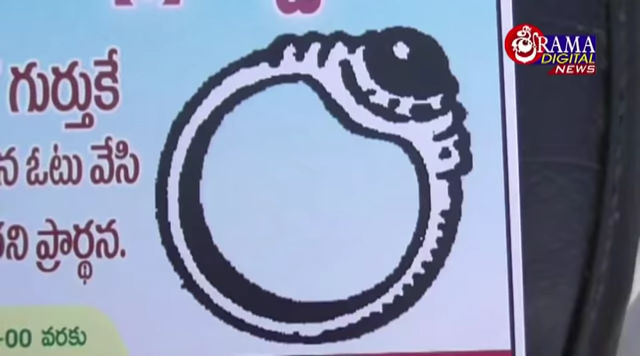 గుర్తుకే
న ఓటు వేసి
ని ప్రార్థన.
-00 వరకు
శ్రీRAMA
DIGITAL
NEWS